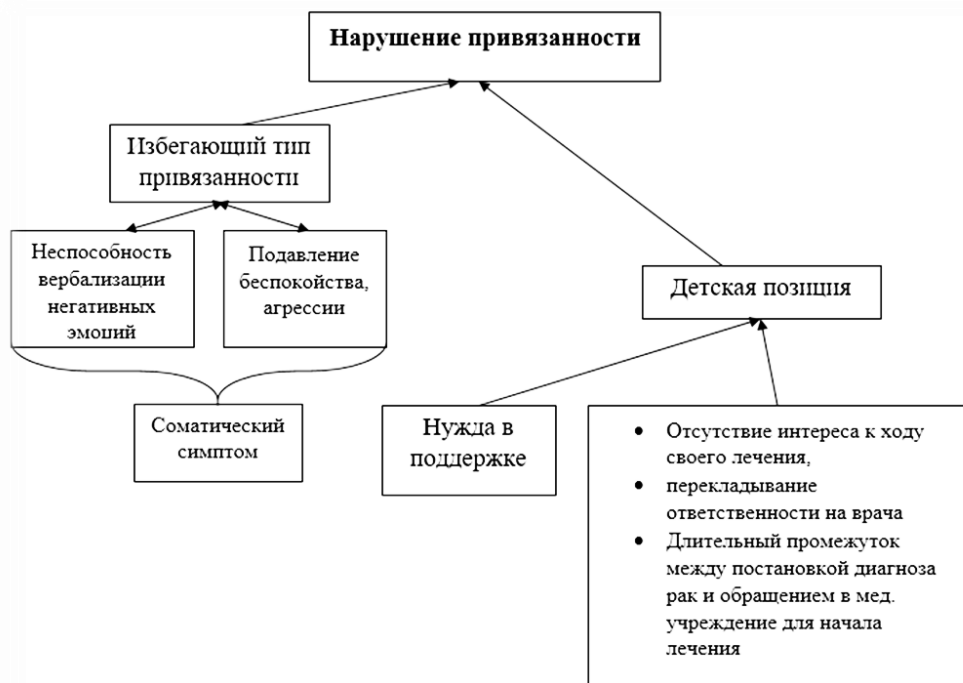 Нарушение привязанности
Избегающий тип
привязанности
Неспособность
вербализации
негативных
эмоций
Подавление
беспокойства,
агрессии
Соматический
симптом
Детская позиция
Нужда в
поддержке
• Отсутствие интереса к ходу
своего лечения,
• перекладывание
ответственности на врача
• Длительный промежуток
между постановкой диагноза
рак и обращением в мед.
учреждение для начала
лечения